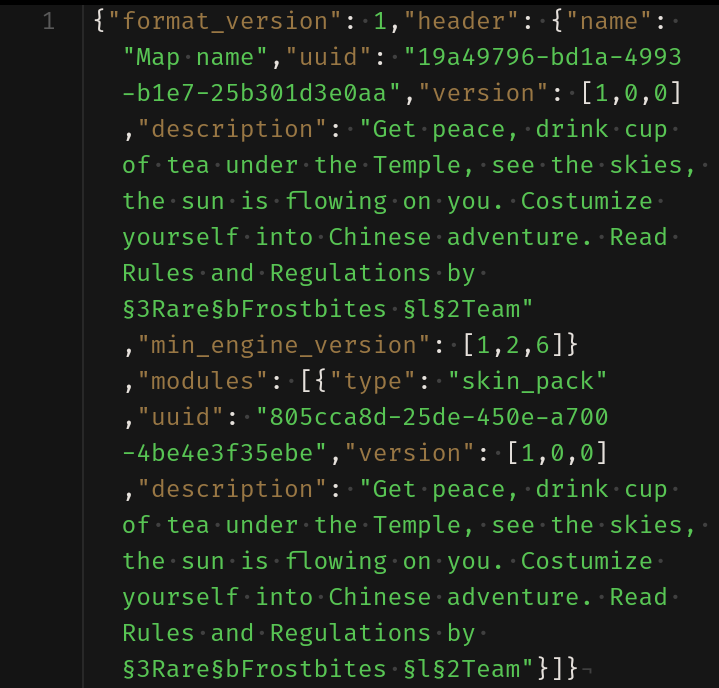 1 {"format_version": 1,"header": {"name":
"Map name","uuid": "19a49796-bd1a-4993
-b1e7-25b301d3e0aa","version": [1,0,0]
,"description": "Get peace, drink cup
of tea under the Temple, see the skies,
the sun is flowing on you. Costumize
yourself into Chinese adventure. Read
Rules and Regulations by
§3Rare§bFrostbites §l§2Team"
,"min_engine_version": [1,2,6]}
,"modules": [{"type": "skin_pack"
,"uuid": "805cca8d-25de-450e-a700
-4be4e3f35ebe","version": [1,0,0]
,"description": "Get peace, drink cup
of tea under the Temple, see the skies,
the sun is flowing on you. Costumize
yourself into Chinese adventure. Read
Rules and Regulations by
§3Rare§bFrostbites §l§2Team"}]}¬